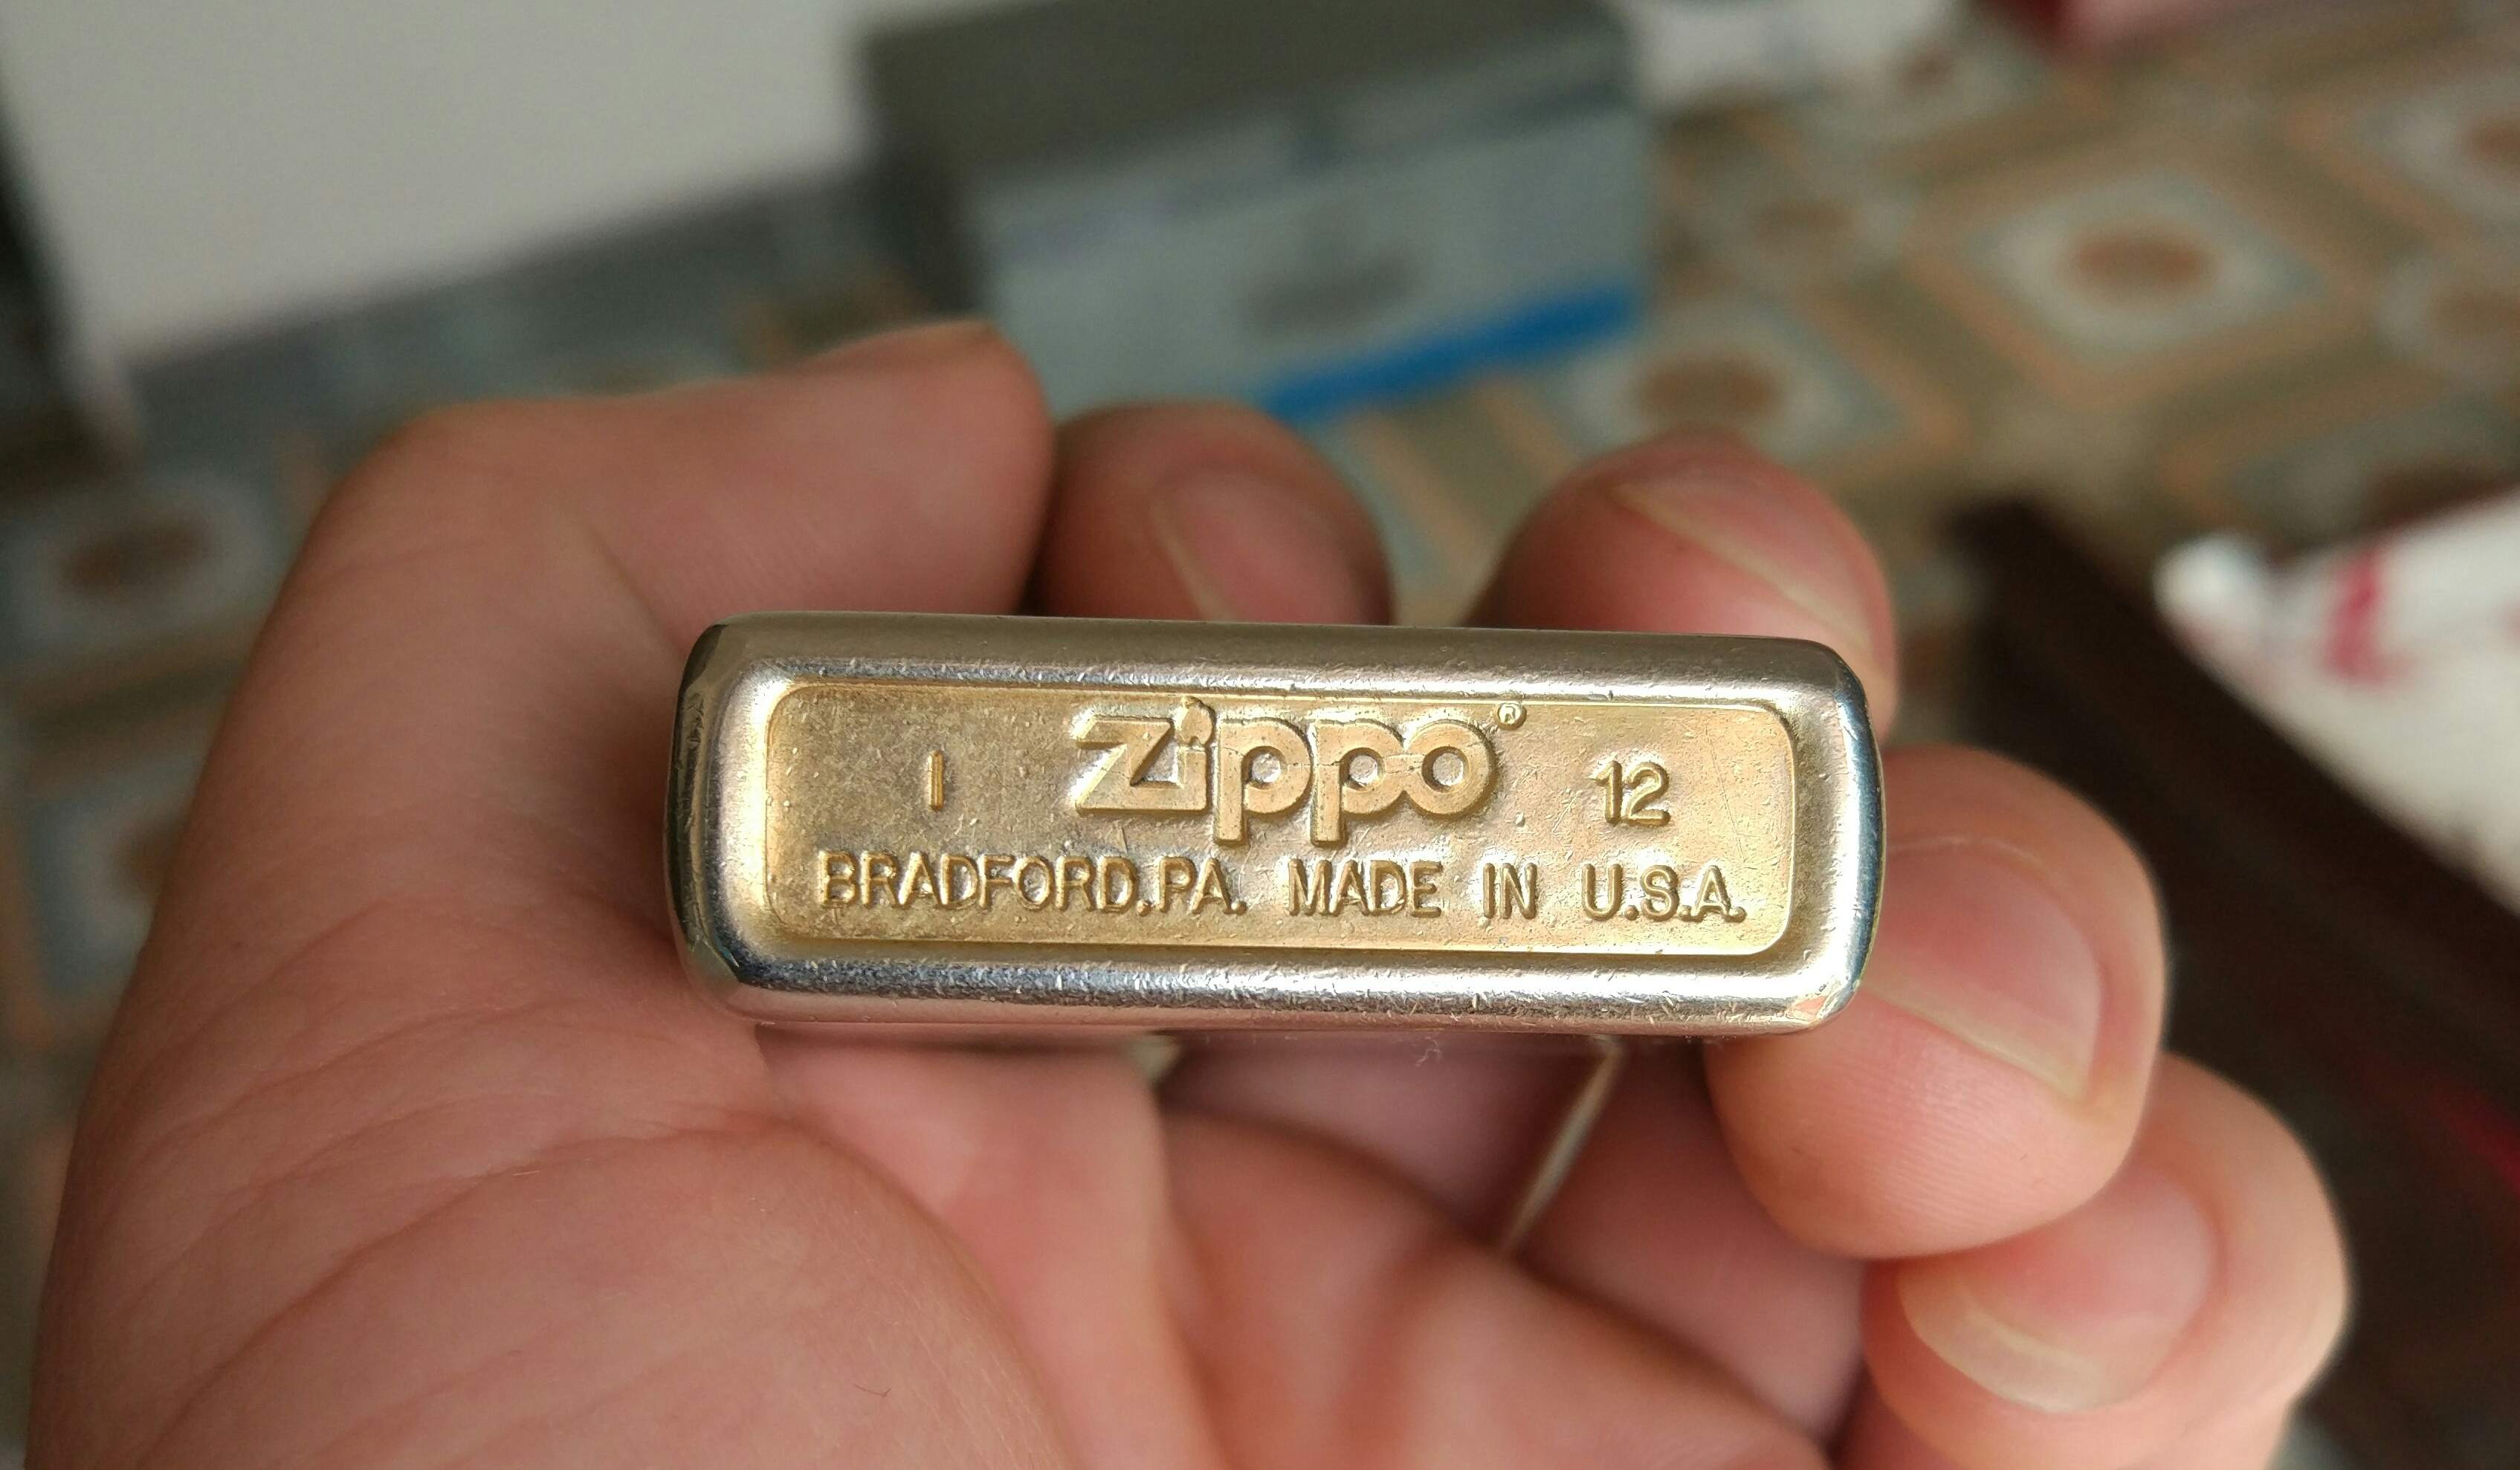 I zippo® 12
BRADFORD,PA. MADE IN U.S.A.